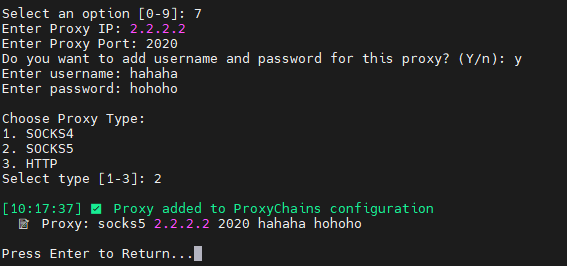 Select an option [0-9]: 7
Enter Proxy IP: 2.2.2.2
Enter Proxy Port: 2020
Do you want to add username and password for this proxy? (Y/n): y
Enter username: hahaha
Enter password: hohoho
Choose Proxy Type:
1. SOCKS4
2. SOCKS5
3. HTTP
Select type [1-3]: 2
[10:17:37] ✅ Proxy added to ProxyChains configuration
📝 Proxy: socks5 2.2.2.2 2020 hahaha hohoho
Press Enter to Return...